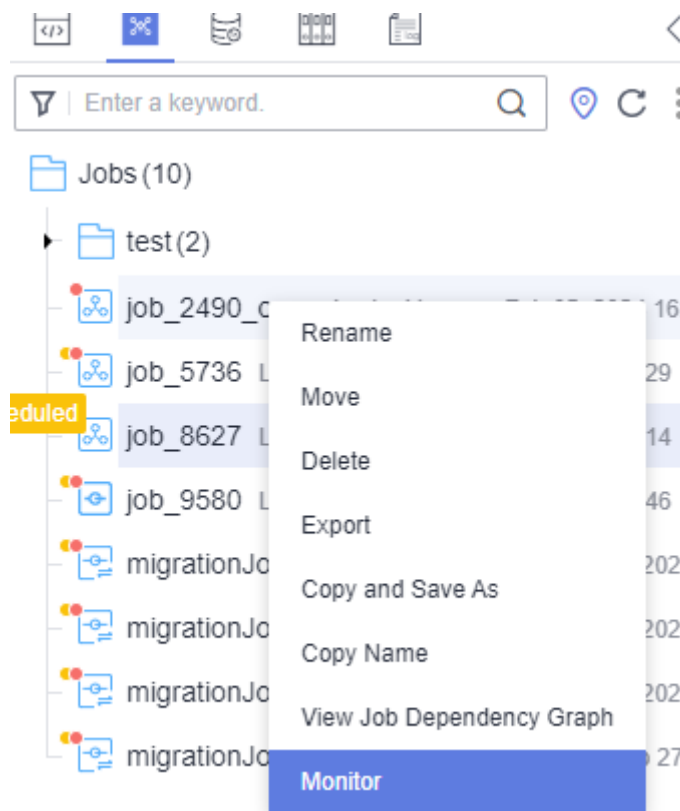 </>
Enter a keyword.
Jobs (10)
test (2)
job_2490_c 16
Rename
job_5736 L 29
Move
eduled
job_8627 L 14
Delete
job_9580 L 46
Export
migrationJo 202
Copy and Save As
migrationJo 202
Copy Name
migrationJo 202
View Job Dependency Graph
migrationJo 27
Monitor